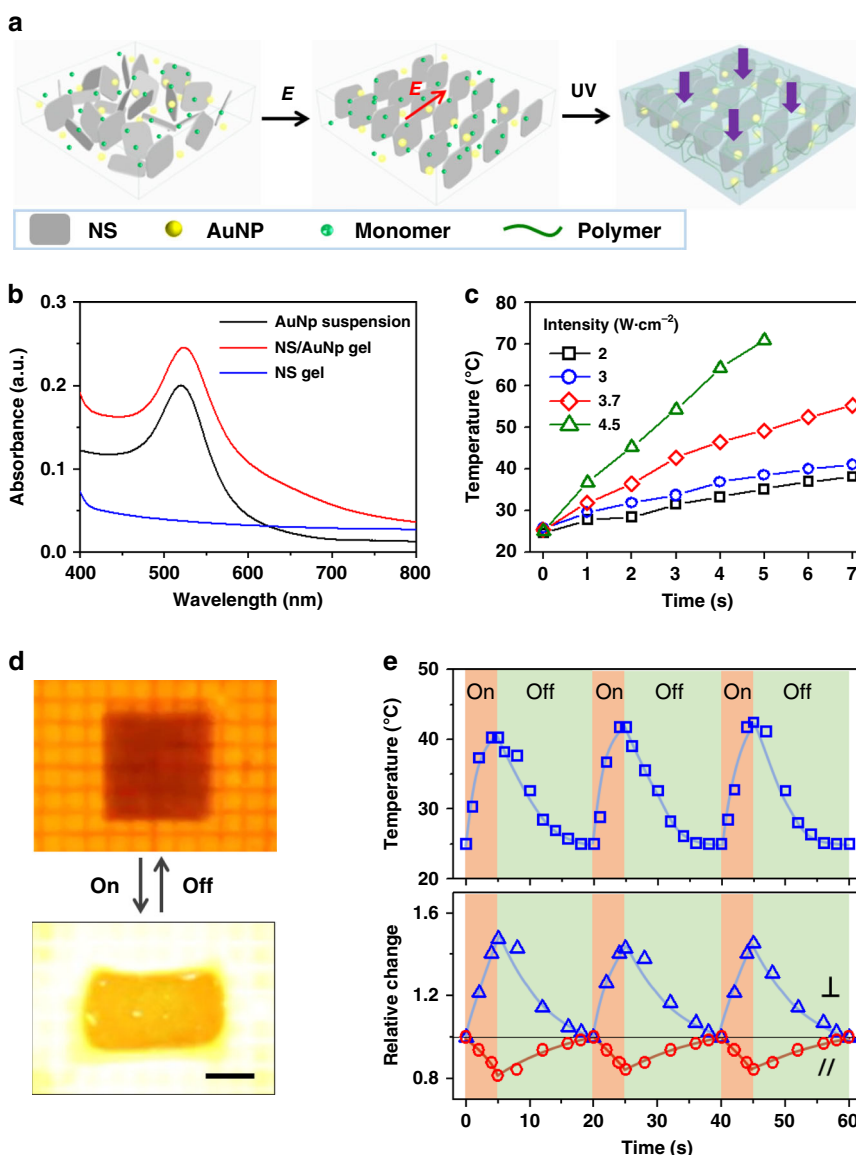 a
E
E
UV
NS AuNP Monomer Polymer
b
0.3
0.2
0.1
0.0
Absorbance (a.u.)
AuNp suspension
NS/AuNp gel
NS gel
400 500 600 700 800
Wavelength (nm)
c
80
70
60
50
40
30
20
Temperature (°C)
Intensity (W·cm⁻²)
2
3
3.7
4.5
0 1 2 3 4 5 6 7
Time (s)
d
On Off
e
50
40
30
20
Temperature (°C)
On Off On Off On Off
1.6
1.2
0.8
Relative change
⊥
//
0 10 20 30 40 50 60
Time (s)